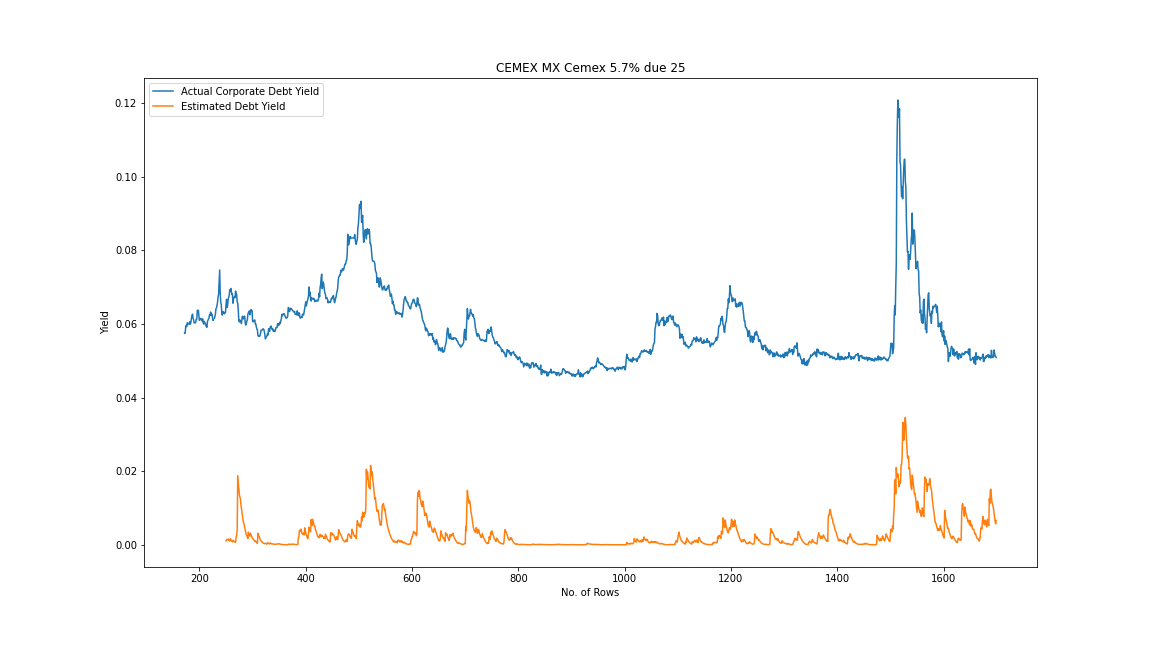 CEMEX MX Cemex 5.7% due 25
Actual Corporate Debt Yield
Estimated Debt Yield
0.12
0.10
0.08
0.06
0.04
0.02
0.00
Yield
200 400 600 800 1000 1200 1400 1600
No. of Rows